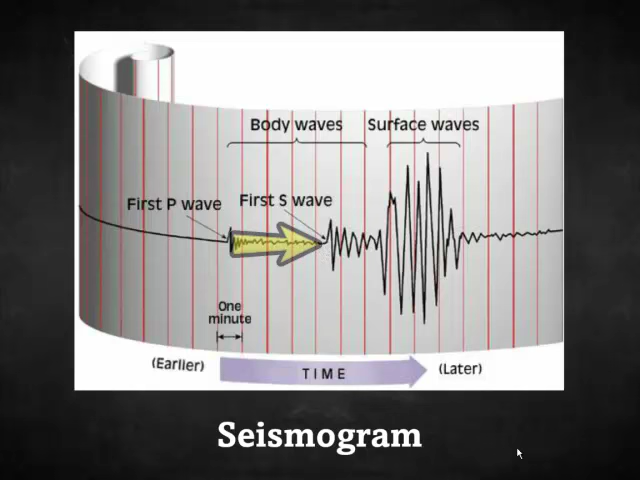 Body waves
Surface waves
First P wave
First S wave
One
minute
(Earlier)
TIME
(Later)
Seismogram